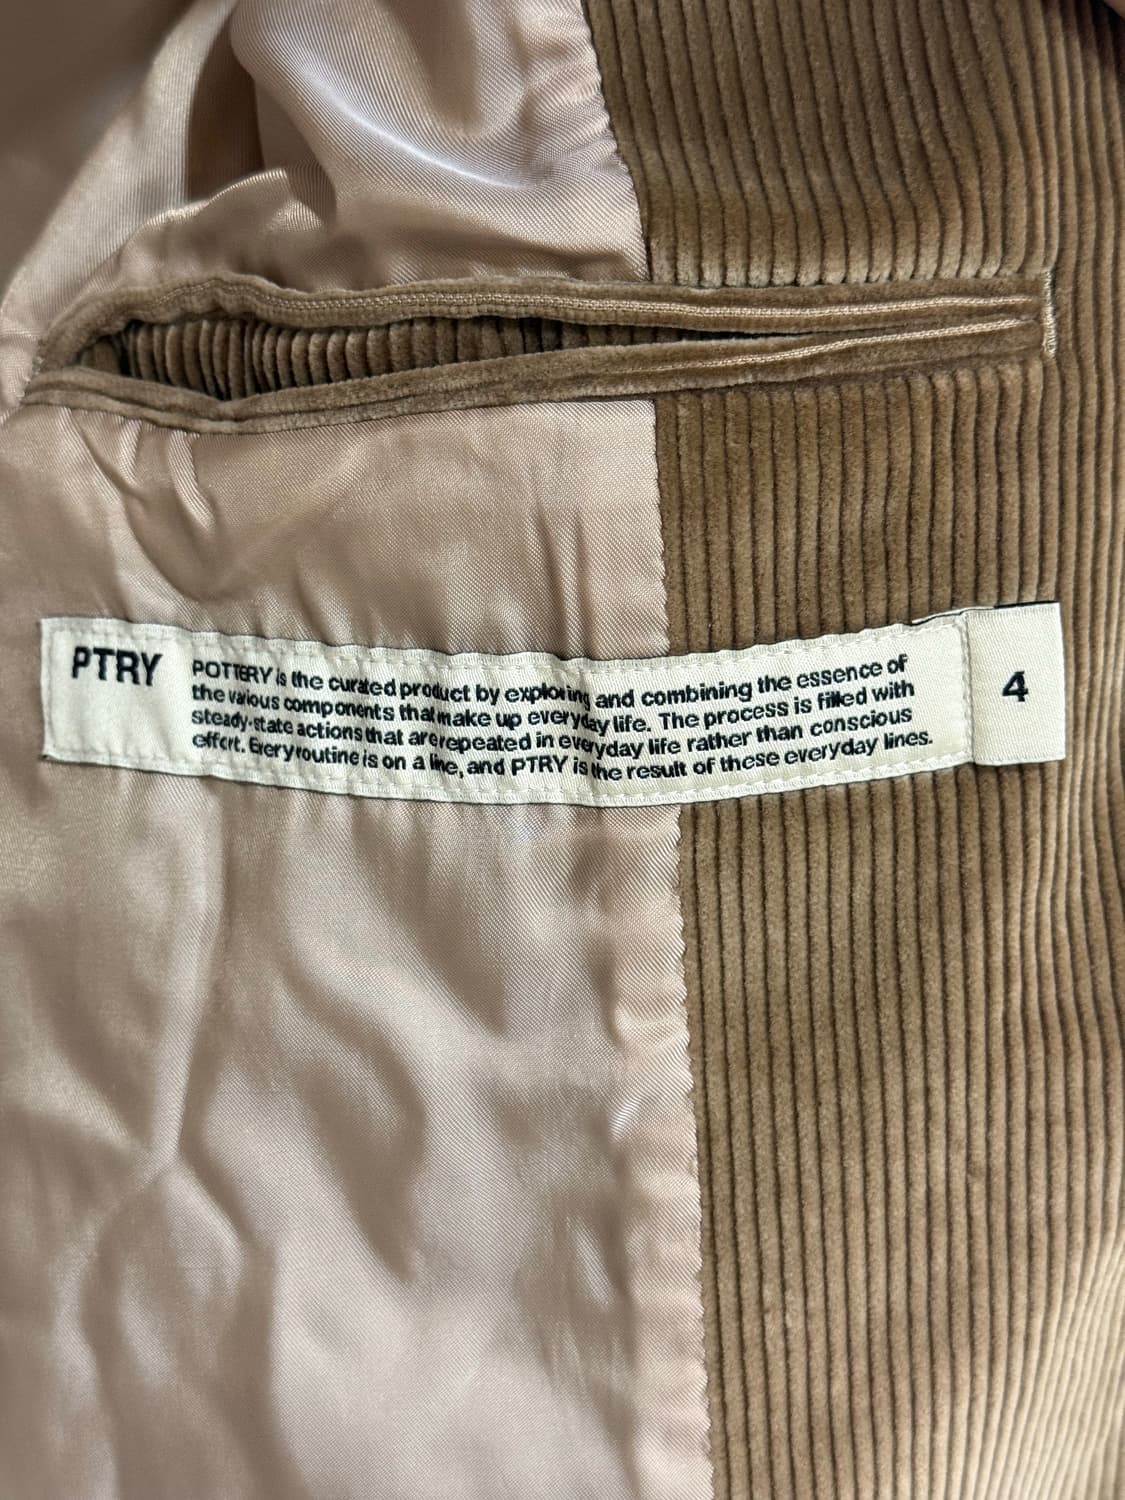 PTRY
POTTERY is the curated product by exploring and combining the essence of
the various components that make up everyday life. The process is filled with
steady-state actions that are repeated in everyday life rather than conscious
effort. Every routine is on a line, and PTRY is the result of these everyday lines.
4